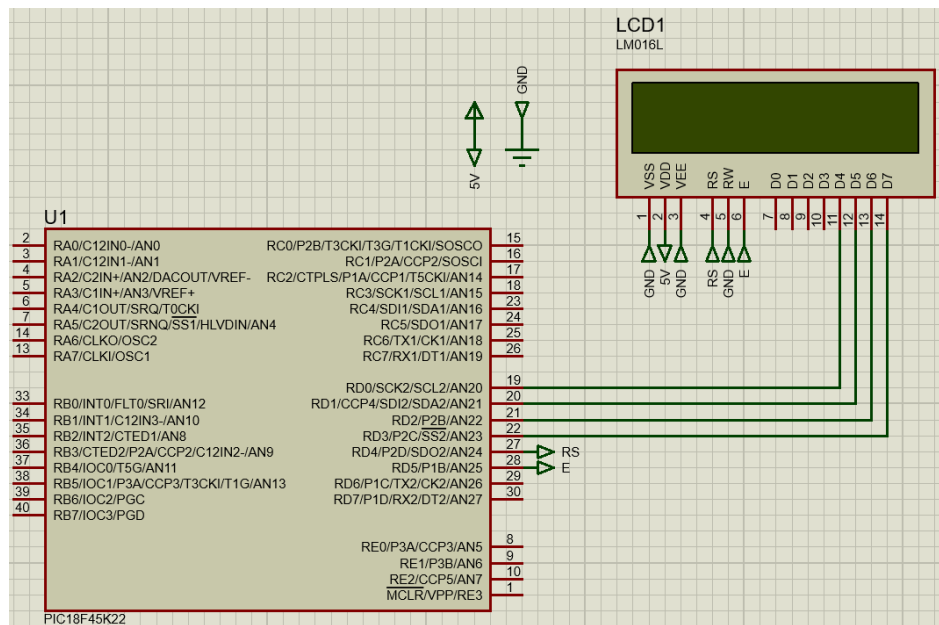 LCD1
LM016L
GND
5V
VSS
VDD
VEE
RS
RW
E
D0
D1
D2
D3
D4
D5
D6
D7
1
2
3
4
5
6
7
8
9
10
11
12
13
14
GND
5V
GND
RS
GND
E
U1
2 RA0/C12IN0-/AN0 RC0/P2B/T3CKI/T3G/T1CKI/SOSCO 15
3 RA1/C12IN1-/AN1 RC1/P2A/CCP2/SOSCI 16
4 RA2/C2IN+/AN2/DACOUT/VREF- RC2/CTPLS/P1A/CCP1/T5CKI/AN14 17
5 RA3/C1IN+/AN3/VREF+ RC3/SCK1/SCL1/AN15 18
6 RA4/C1OUT/SRQ/T0CKI RC4/SDI1/SDA1/AN16 23
7 RA5/C2OUT/SRNQ/SS1/HLVDIN/AN4 RC5/SDO1/AN17 24
14 RA6/CLKO/OSC2 RC6/TX1/CK1/AN18 25
13 RA7/CLKI/OSC1 RC7/RX1/DT1/AN19 26
RD0/SCK2/SCL2/AN20 19
33 RB0/INT0/FLT0/SRI/AN12 RD1/CCP4/SDI2/SDA2/AN21 20
34 RB1/INT1/C12IN3-/AN10 RD2/P2B/AN22 21
35 RB2/INT2/CTED1/AN8 RD3/P2C/SS2/AN23 22
36 RB3/CTED2/P2A/CCP2/C12IN2-/AN9 RD4/P2D/SDO2/AN24 27 RS
37 RB4/IOC0/T5G/AN11 RD5/P1B/AN25 28 E
38 RB5/IOC1/P3A/CCP3/T3CKI/T1G/AN13 RD6/P1C/TX2/CK2/AN26 29
39 RB6/IOC2/PGC RD7/P1D/RX2/DT2/AN27 30
40 RB7/IOC3/PGD
RE0/P3A/CCP3/AN5 8
RE1/P3B/AN6 9
RE2/CCP5/AN7 10
MCLR/VPP/RE3 1
PIC18F45K22